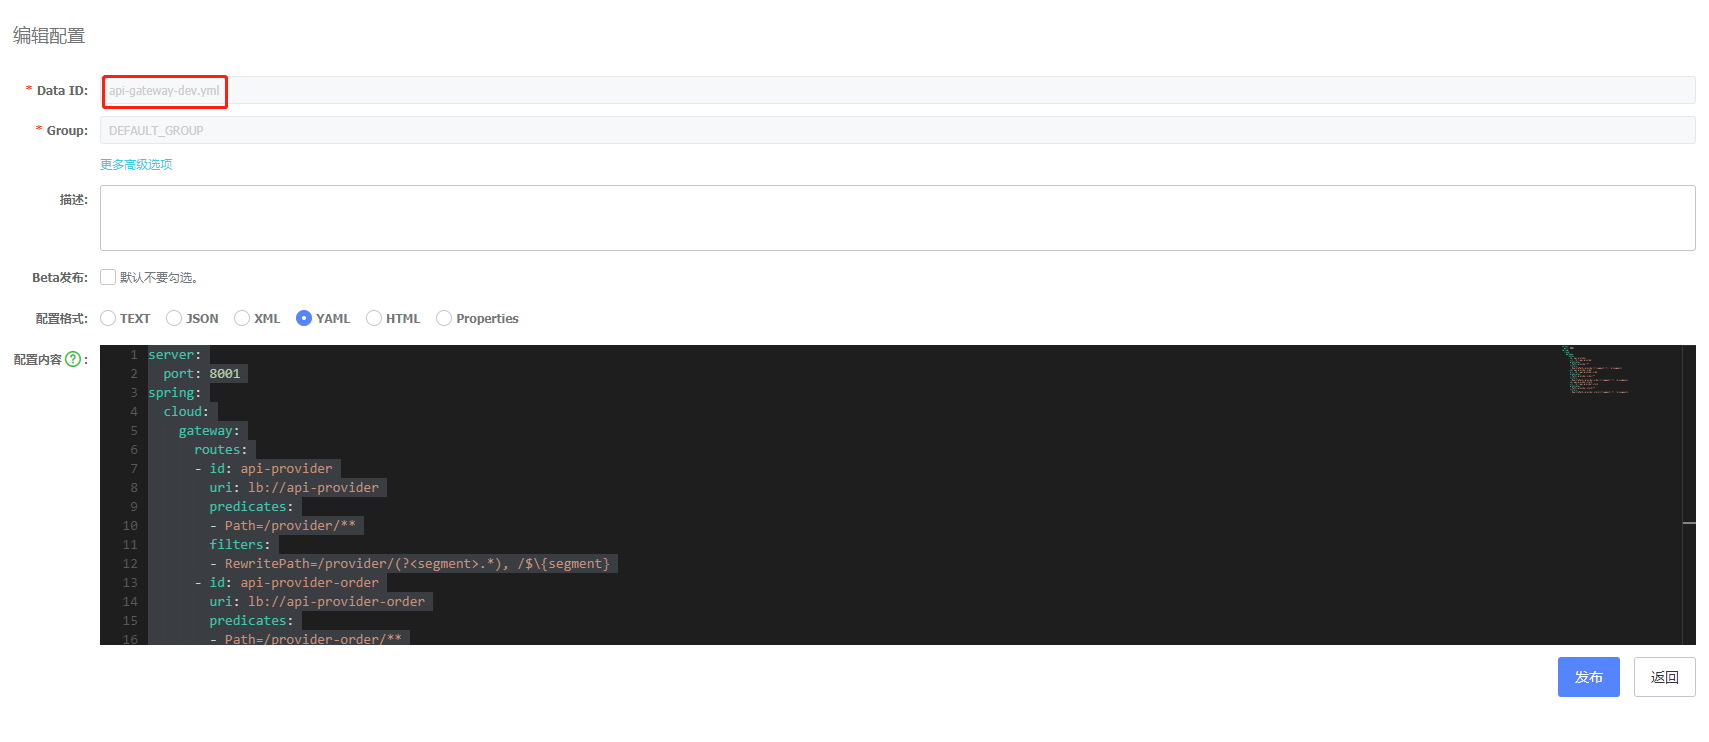 编辑配置
* Data ID: api-gateway-dev.yml
* Group: DEFAULT_GROUP
更多高级选项
描述:
Beta发布: 默认不要勾选。
配置格式: TEXT JSON XML YAML HTML Properties
配置内容 ? :
1 server:
2   port: 8001
3 spring:
4   cloud:
5     gateway:
6       routes:
7       - id: api-provider
8         uri: lb://api-provider
9         predicates:
10         - Path=/provider/**
11         filters:
12         - RewritePath=/provider/(?<segment>.*), /$\{segment}
13       - id: api-provider-order
14         uri: lb://api-provider-order
15         predicates:
16         - Path=/provider-order/**
发布 返回